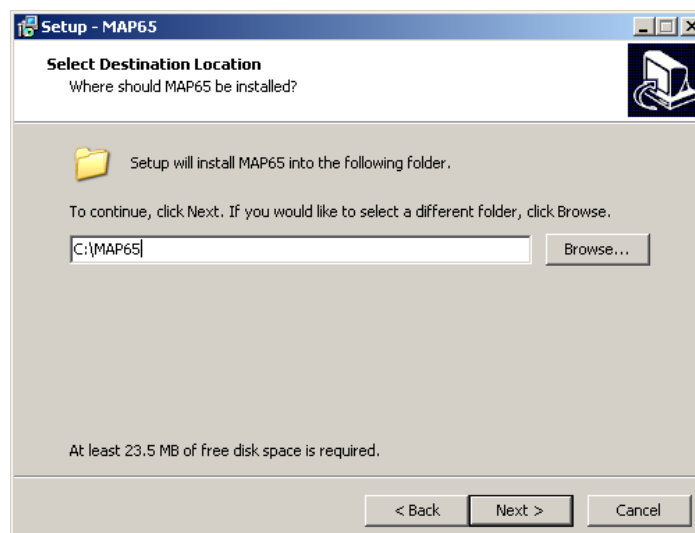 Setup - MAP65
Select Destination Location
Where should MAP65 be installed?
Setup will install MAP65 into the following folder.
To continue, click Next. If you would like to select a different folder, click Browse.
C:\MAP65
Browse...
At least 23.5 MB of free disk space is required.
< Back
Next >
Cancel